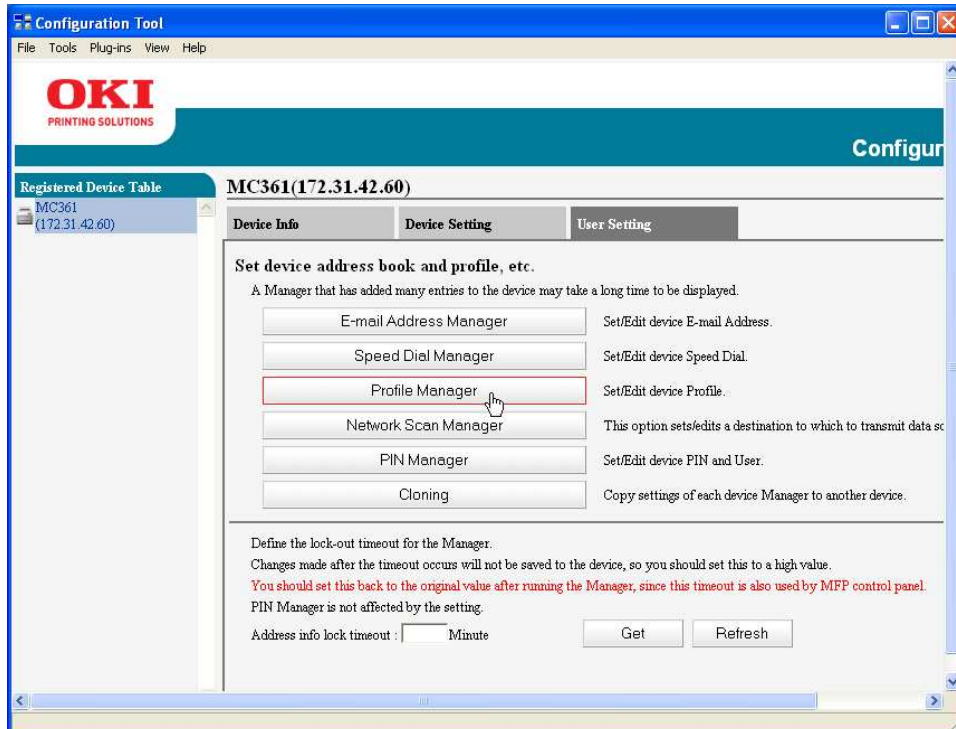 Configuration Tool
File Tools Plug-ins View Help
OKI
PRINTING SOLUTIONS
Configur
Registered Device Table
MC361
(172.31.42.60)
MC361(172.31.42.60)
Device Info Device Setting User Setting
Set device address book and profile, etc.
A Manager that has added many entries to the device may take a long time to be displayed.
E-mail Address Manager Set/Edit device E-mail Address.
Speed Dial Manager Set/Edit device Speed Dial.
Profile Manager Set/Edit device Profile.
Network Scan Manager This option sets/edits a destination to which to transmit data sc
PIN Manager Set/Edit device PIN and User.
Cloning Copy settings of each device Manager to another device.
Define the lock-out timeout for the Manager.
Changes made after the timeout occurs will not be saved to the device, so you should set this to a high value.
You should set this back to the original value after running the Manager, since this timeout is also used by MFP control panel.
PIN Manager is not affected by the setting.
Address info lock timeout : Minute Get Refresh